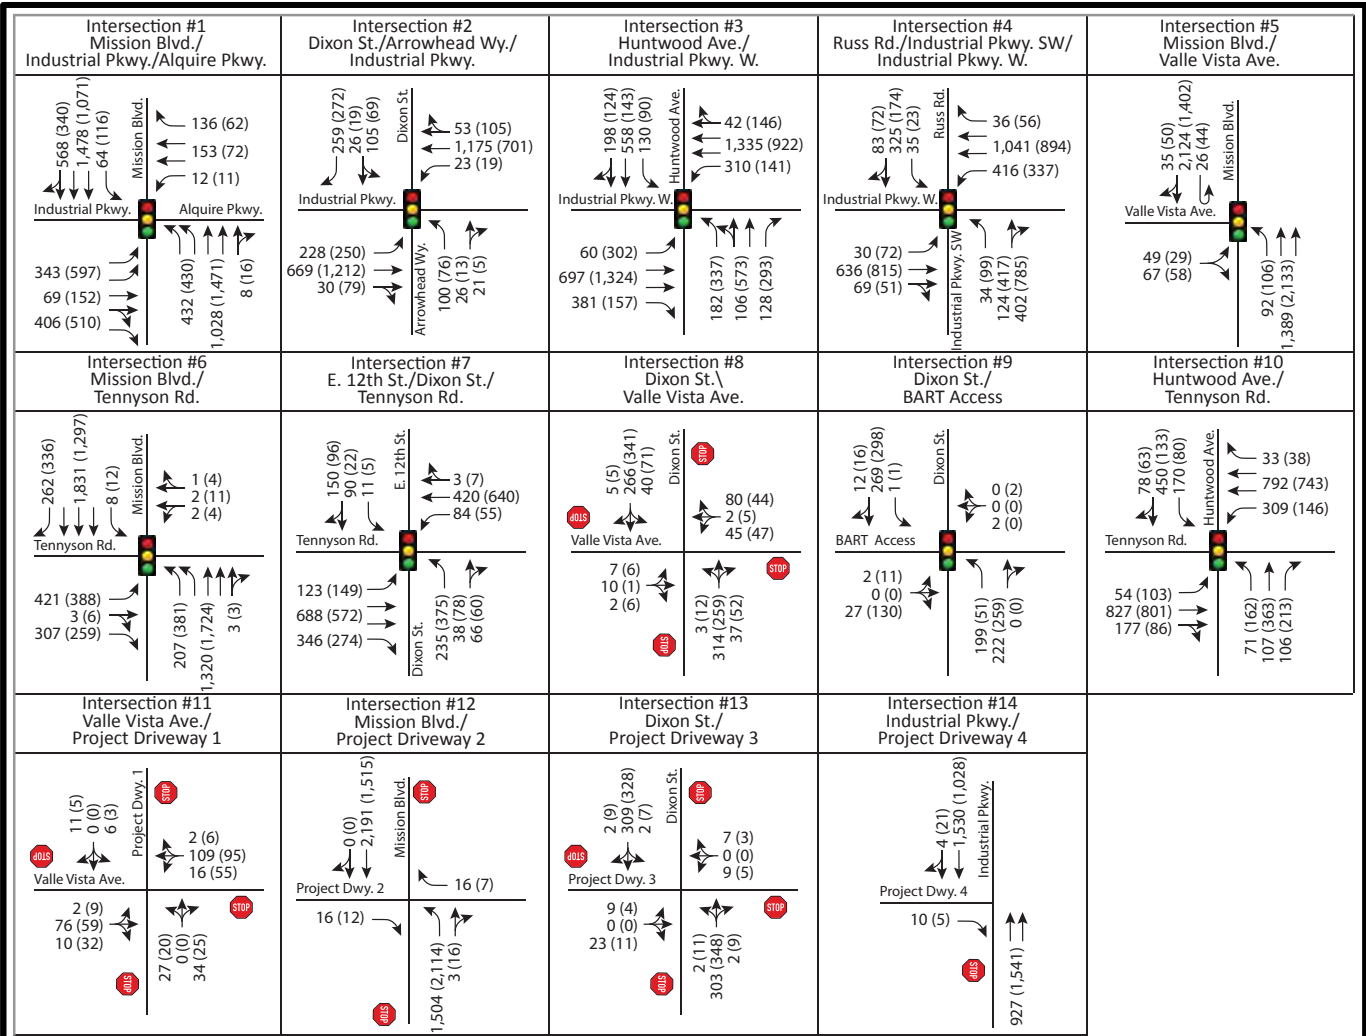 Intersection #1
Mission Blvd./
Industrial Pkwy./Alquire Pkwy.
568 (340)
1,478 (1,071)
64 (116)
Mission Blvd.
136 (62)
153 (72)
12 (11)
Industrial Pkwy.
Alquire Pkwy.
343 (597)
69 (152)
406 (510)
432 (430)
1,028 (1,471)
8 (16)
Intersection #2
Dixon St./Arrowhead Wy./
Industrial Pkwy.
259 (272)
26 (19)
105 (69)
Dixon St.
53 (105)
1,175 (701)
23 (19)
Industrial Pkwy.
228 (250)
669 (1,212)
30 (79)
Arrowhead Wy.
100 (76)
26 (13)
21 (5)
Intersection #3
Huntwood Ave./
Industrial Pkwy. W.
198 (124)
558 (143)
130 (90)
Huntwood Ave.
42 (146)
1,335 (922)
310 (141)
Industrial Pkwy. W.
60 (302)
697 (1,324)
381 (157)
182 (337)
106 (573)
128 (293)
Intersection #4
Russ Rd./Industrial Pkwy. SW/
Industrial Pkwy. W.
83 (72)
325 (174)
35 (23)
Russ Rd.
36 (56)
1,041 (894)
416 (337)
Industrial Pkwy. W.
30 (72)
636 (815)
69 (51)
Industrial Pkwy. SW
34 (99)
124 (417)
402 (785)
Intersection #5
Mission Blvd./
Valle Vista Ave.
35 (50)
2,124 (1,402)
26 (44)
Mission Blvd.
Valle Vista Ave.
49 (29)
67 (58)
92 (106)
1,389 (2,133)
Intersection #6
Mission Blvd./
Tennyson Rd.
262 (336)
1,831 (1,297)
8 (12)
Mission Blvd.
1 (4)
2 (11)
2 (4)
Tennyson Rd.
421 (388)
3 (6)
307 (259)
207 (381)
1,320 (1,724)
3 (3)
Intersection #7
E. 12th St./Dixon St./
Tennyson Rd.
150 (96)
90 (22)
11 (5)
E. 12th St.
3 (7)
420 (640)
84 (55)
Tennyson Rd.
123 (149)
688 (572)
346 (274)
Dixon St.
235 (375)
38 (78)
66 (60)
Intersection #8
Dixon St.\
Valle Vista Ave.
5 (5)
266 (341)
40 (71)
Dixon St.
STOP
80 (44)
2 (5)
45 (47)
STOP
Valle Vista Ave.
STOP
7 (6)
10 (1)
2 (6)
STOP
3 (12)
314 (259)
37 (52)
Intersection #9
Dixon St./
BART Access
12 (16)
269 (298)
1 (1)
Dixon St.
0 (2)
0 (0)
2 (0)
BART Access
2 (11)
0 (0)
27 (130)
199 (51)
222 (259)
0 (0)
Intersection #10
Huntwood Ave./
Tennyson Rd.
78 (63)
450 (133)
170 (80)
Huntwood Ave.
33 (38)
792 (743)
309 (146)
Tennyson Rd.
54 (103)
827 (801)
177 (86)
71 (162)
107 (363)
106 (213)
Intersection #11
Valle Vista Ave./
Project Driveway 1
11 (5)
0 (0)
6 (3)
Project Dwy. 1
STOP
2 (6)
109 (95)
16 (55)
STOP
Valle Vista Ave.
STOP
2 (9)
76 (59)
10 (32)
STOP
27 (20)
0 (0)
34 (25)
Intersection #12
Mission Blvd./
Project Driveway 2
0 (0)
2,191 (1,515)
Mission Blvd.
STOP
16 (7)
Project Dwy. 2
16 (12)
STOP
1,504 (2,114)
3 (16)
Intersection #13
Dixon St./
Project Driveway 3
2 (9)
309 (328)
2 (7)
Dixon St.
STOP
7 (3)
0 (0)
9 (5)
STOP
Project Dwy. 3
STOP
9 (4)
0 (0)
23 (11)
STOP
2 (11)
303 (348)
2 (9)
Intersection #14
Industrial Pkwy./
Project Driveway 4
4 (21)
1,530 (1,028)
Industrial Pkwy.
Project Dwy. 4
10 (5)
STOP
927 (1,541)